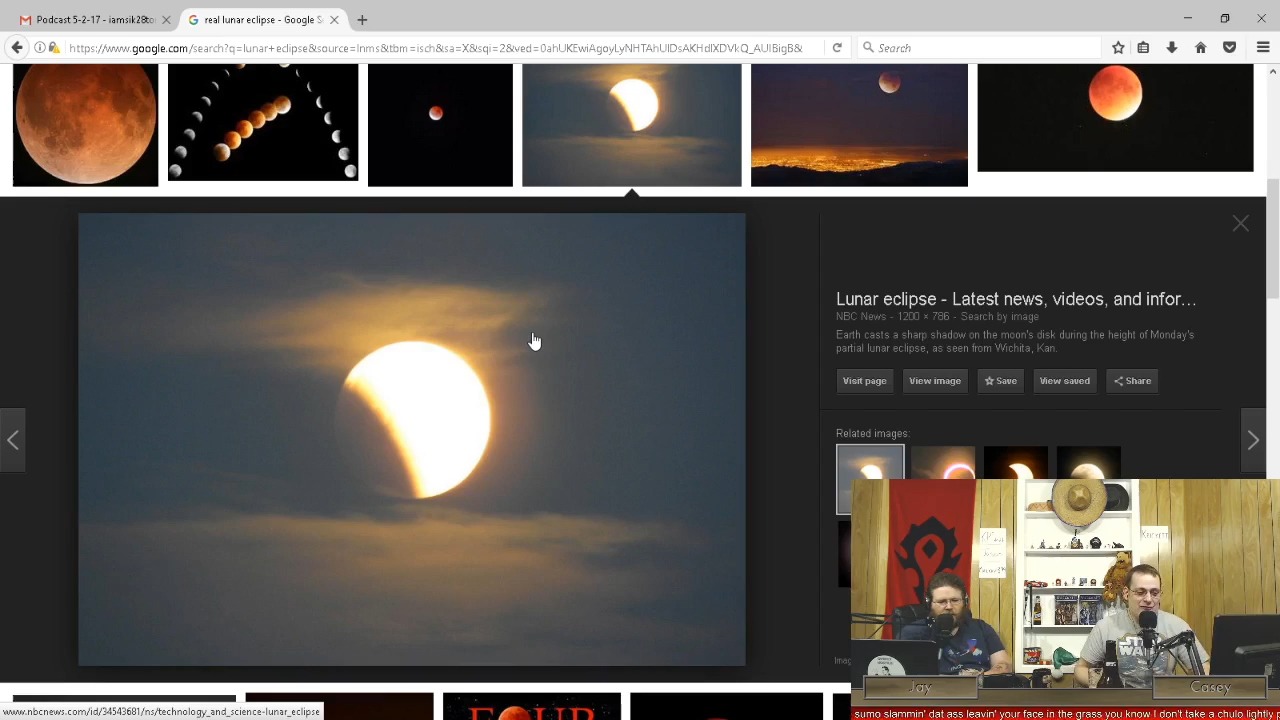 Podcast 5-2-17 - iamsik28to
real lunar eclipse - Google S
https://www.google.com/search?q=lunar+eclipse&source=lnms&tbm=isch&sa=X&sqi=2&ved=0ahUKEwiAgoyLyNHTAhUIDsAKHdIXDVkQ_AUIBigB&
Search
Lunar eclipse - Latest news, videos, and infor...
NBC News - 1200 × 786 - Search by image
Earth casts a sharp shadow on the moon's disk during the height of Monday's
partial lunar eclipse, as seen from Wichita, Kan.
Visit page
View image
Save
View saved
Share
Related images:
Jay
Casey
FOUR
www.nbcnews.com/id/34543681/ns/technology_and_science-lunar_eclipse
sumo slammin' dat ass leavin' your face in the grass you know I don't take a chulo lightly